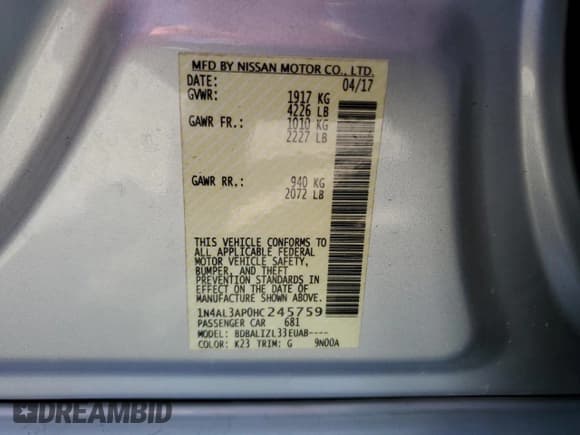 MFD BY NISSAN MOTOR CO., LTD.
DATE: 04/17
GVWR: 1917 KG
4226 LB
GAWR FR.: 1010 KG
2227 LB
GAWR RR.: 940 KG
2072 LB
THIS VEHICLE CONFORMS TO
ALL APPLICABLE FEDERAL
MOTOR VEHICLE SAFETY,
BUMPER, AND THEFT
PREVENTION STANDARDS IN
EFFECT ON THE DATE OF
MANUFACTURE SHOWN ABOVE.
1N4AL3AP0HC245759
PASSENGER CAR 681
MODEL: BDBALIZL33EUAB----
COLOR: K23 TRIM: G 9N00A
DREAMBID